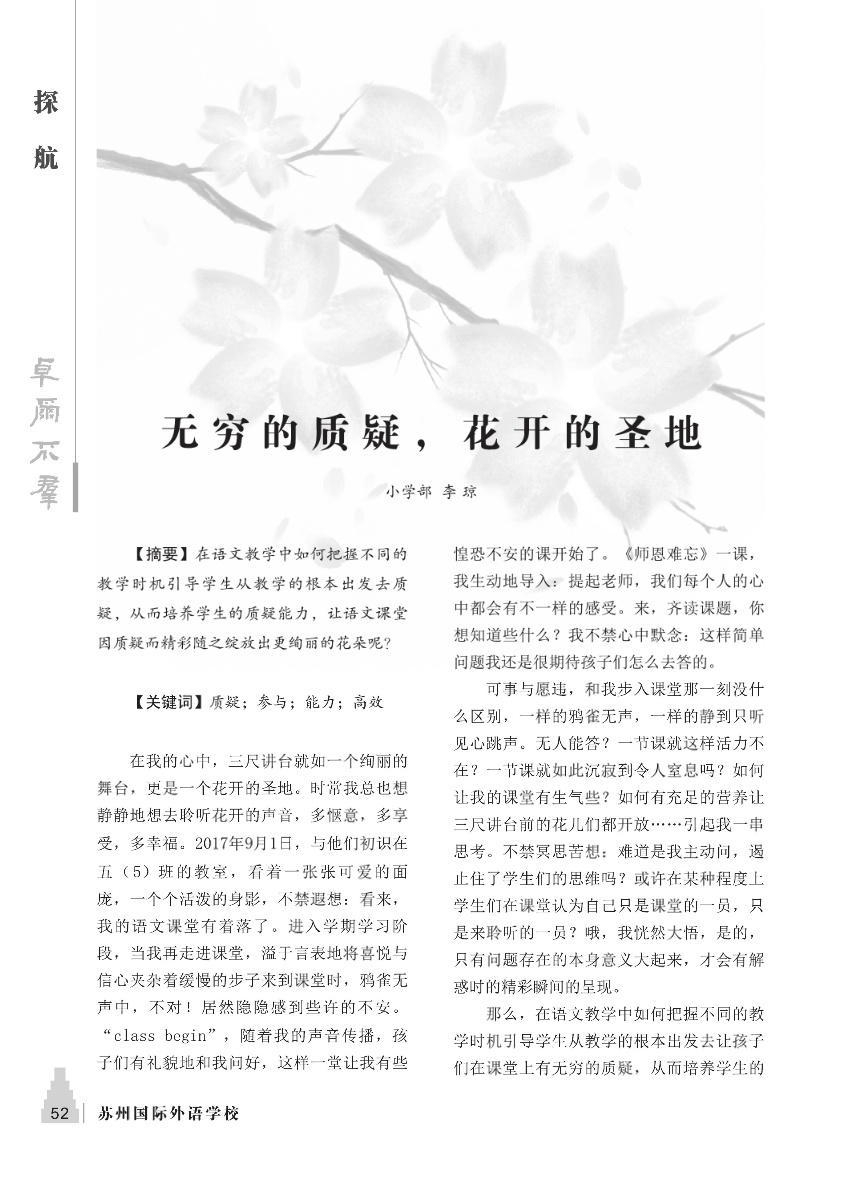 探
航
卓
尔
不
群
无穷的质疑，花开的圣地
小学部 李 琼
【摘要】在语文教学中如何把握不同的
教学时机引导学生从教学的根本出发去质
疑，从而培养学生的质疑能力，让语文课堂
因质疑而精彩随之绽放出更绚丽的花朵呢？
【关键词】质疑；参与；能力；高效
在我的心中，三尺讲台就如一个绚丽的
舞台，更是一个花开的圣地。时常我总也想
静静地想去聆听花开的声音，多惬意，多享
受，多幸福。2017年9月1日，与他们初识在
五（5）班的教室，看着一张张可爱的面
庞，一个个活泼的身影，不禁遐想：看来，
我的语文课堂有着落了。进入学期学习阶
段，当我再走进课堂，溢于言表地将喜悦与
信心夹杂着缓慢的步子来到课堂时，鸦雀无
声中，不对！居然隐隐感到些许的不安。
“class begin”，随着我的声音传播，孩
子们有礼貌地和我问好，这样一堂让我有些
惶恐不安的课开始了。《师恩难忘》一课，
我生动地导入：提起老师，我们每个人的心
中都会有不一样的感受。来，齐读课题，你
想知道些什么？我不禁心中默念：这样简单
问题我还是很期待孩子们怎么去答的。
可事与愿违，和我步入课堂那一刻没什
么区别，一样的鸦雀无声，一样的静到只听
见心跳声。无人能答？一节课就这样活力不
在？一节课就如此沉寂到令人窒息吗？如何
让我的课堂有生气些？如何有充足的营养让
三尺讲台前的花儿们都开放……引起我一串
思考。不禁冥思苦想：难道是我主动问，遏
止住了学生们的思维吗？或许在某种程度上
学生们在课堂认为自己只是课堂的一员，只
是来聆听的一员？哦，我恍然大悟，是的，
只有问题存在的本身意义大起来，才会有解
惑时的精彩瞬间的呈现。
那么，在语文教学中如何把握不同的教
学时机引导学生从教学的根本出发去让孩子
们在课堂上有无穷的质疑，从而培养学生的
52 苏州国际外语学校